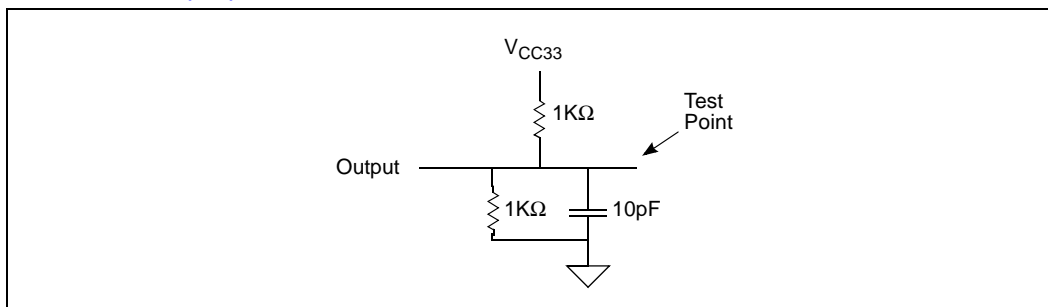 VCC33
1KΩ
Test
Point
Output
1KΩ
10pF